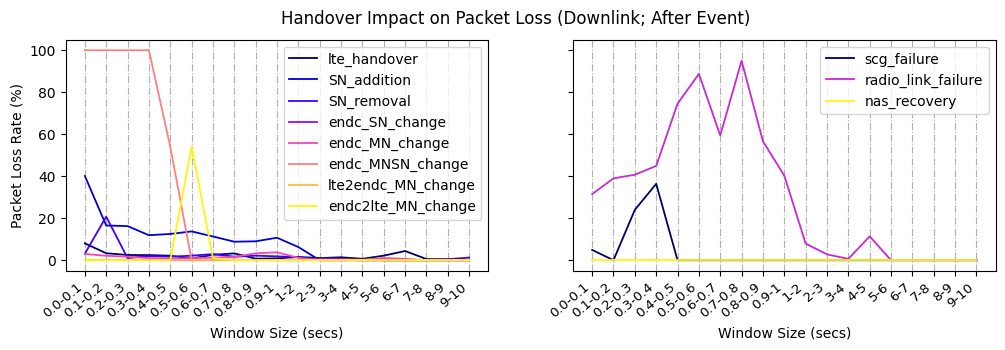 Handover Impact on Packet Loss (Downlink; After Event)
Packet Loss Rate (%)
100
80
60
40
20
0
lte_handover
SN_addition
SN_removal
endc_SN_change
endc_MN_change
endc_MNSN_change
lte2endc_MN_change
endc2lte_MN_change
0.0-0.1
0.1-0.2
0.2-0.3
0.3-0.4
0.4-0.5
0.5-0.6
0.6-0.7
0.7-0.8
0.8-0.9
0.9-1
1-2
2-3
3-4
4-5
5-6
6-7
7-8
8-9
9-10
Window Size (secs)
scg_failure
radio_link_failure
nas_recovery
0.0-0.1
0.1-0.2
0.2-0.3
0.3-0.4
0.4-0.5
0.5-0.6
0.6-0.7
0.7-0.8
0.8-0.9
0.9-1
1-2
2-3
3-4
4-5
5-6
6-7
7-8
8-9
9-10
Window Size (secs)